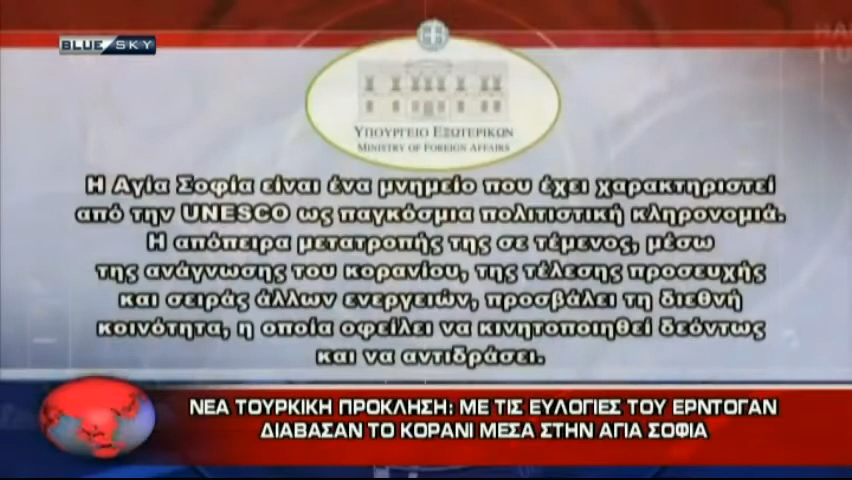 BLUE SKY
ΥΠΟΥΡΓΕΙΟ ΕΞΩΤΕΡΙΚΩΝ
MINISTRY OF FOREIGN AFFAIRS
Η Αγία Σοφία είναι ένα μνημείο που έχει χαρακτηριστεί
από την UNESCO ως παγκόσμια πολιτιστική κληρονομιά.
Η απόπειρα μετατροπής της σε τέμενος, μέσω
της ανάγνωσης του κορανίου, της τέλεσης προσευχής
και σειράς άλλων ενεργειών, προσβάλει τη διεθνή
κοινότητα, η οποία οφείλει να κινητοποιηθεί δεόντως
και να αντιδράσει.
ΝΕΑ ΤΟΥΡΚΙΚΗ ΠΡΟΚΛΗΣΗ: ΜΕ ΤΙΣ ΕΥΛΟΓΙΕΣ ΤΟΥ ΕΡΝΤΟΓΑΝ
ΔΙΑΒΑΣΑΝ ΤΟ ΚΟΡΑΝΙ ΜΕΣΑ ΣΤΗΝ ΑΓΙΑ ΣΟΦΙΑ